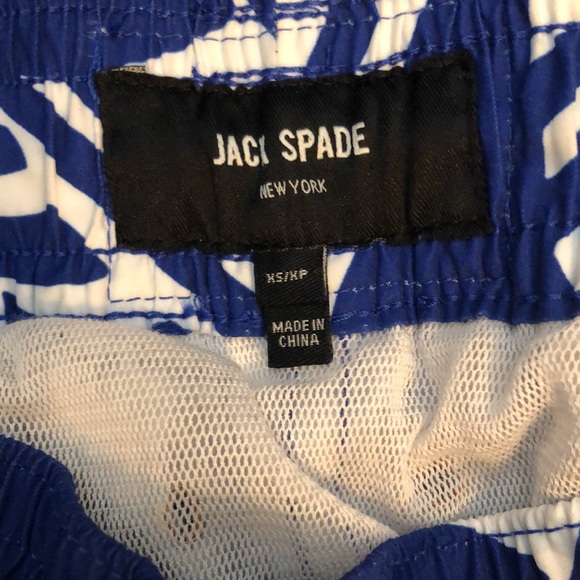 JACK SPADE
NEW YORK
XS/XP
MADE IN
CHINA